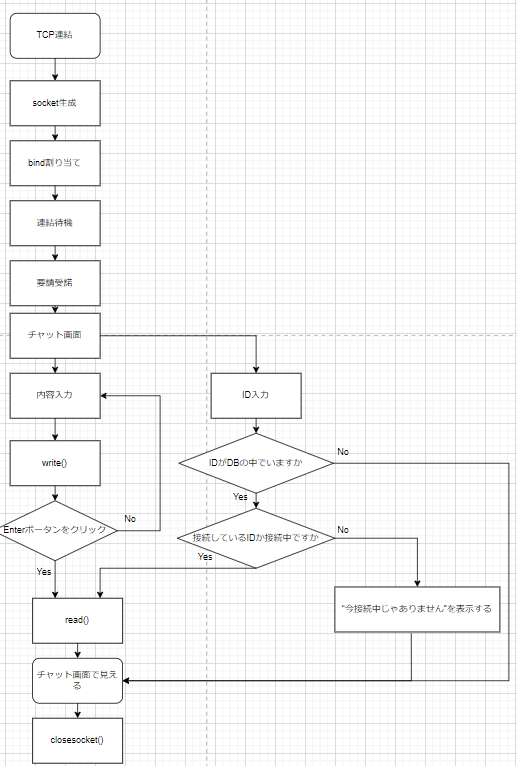 TCP連結
socket生成
bind割り当て
連結待機
要請受諾
チャット画面
内容入力
ID入力
write()
IDがDBの中でいますか
No
Yes
Enterボタンをクリック
No
接続しているIDが接続中ですか
No
Yes
Yes
read()
"今接続中じゃありません"を表示する
チャット画面で見え
る
closesocket()